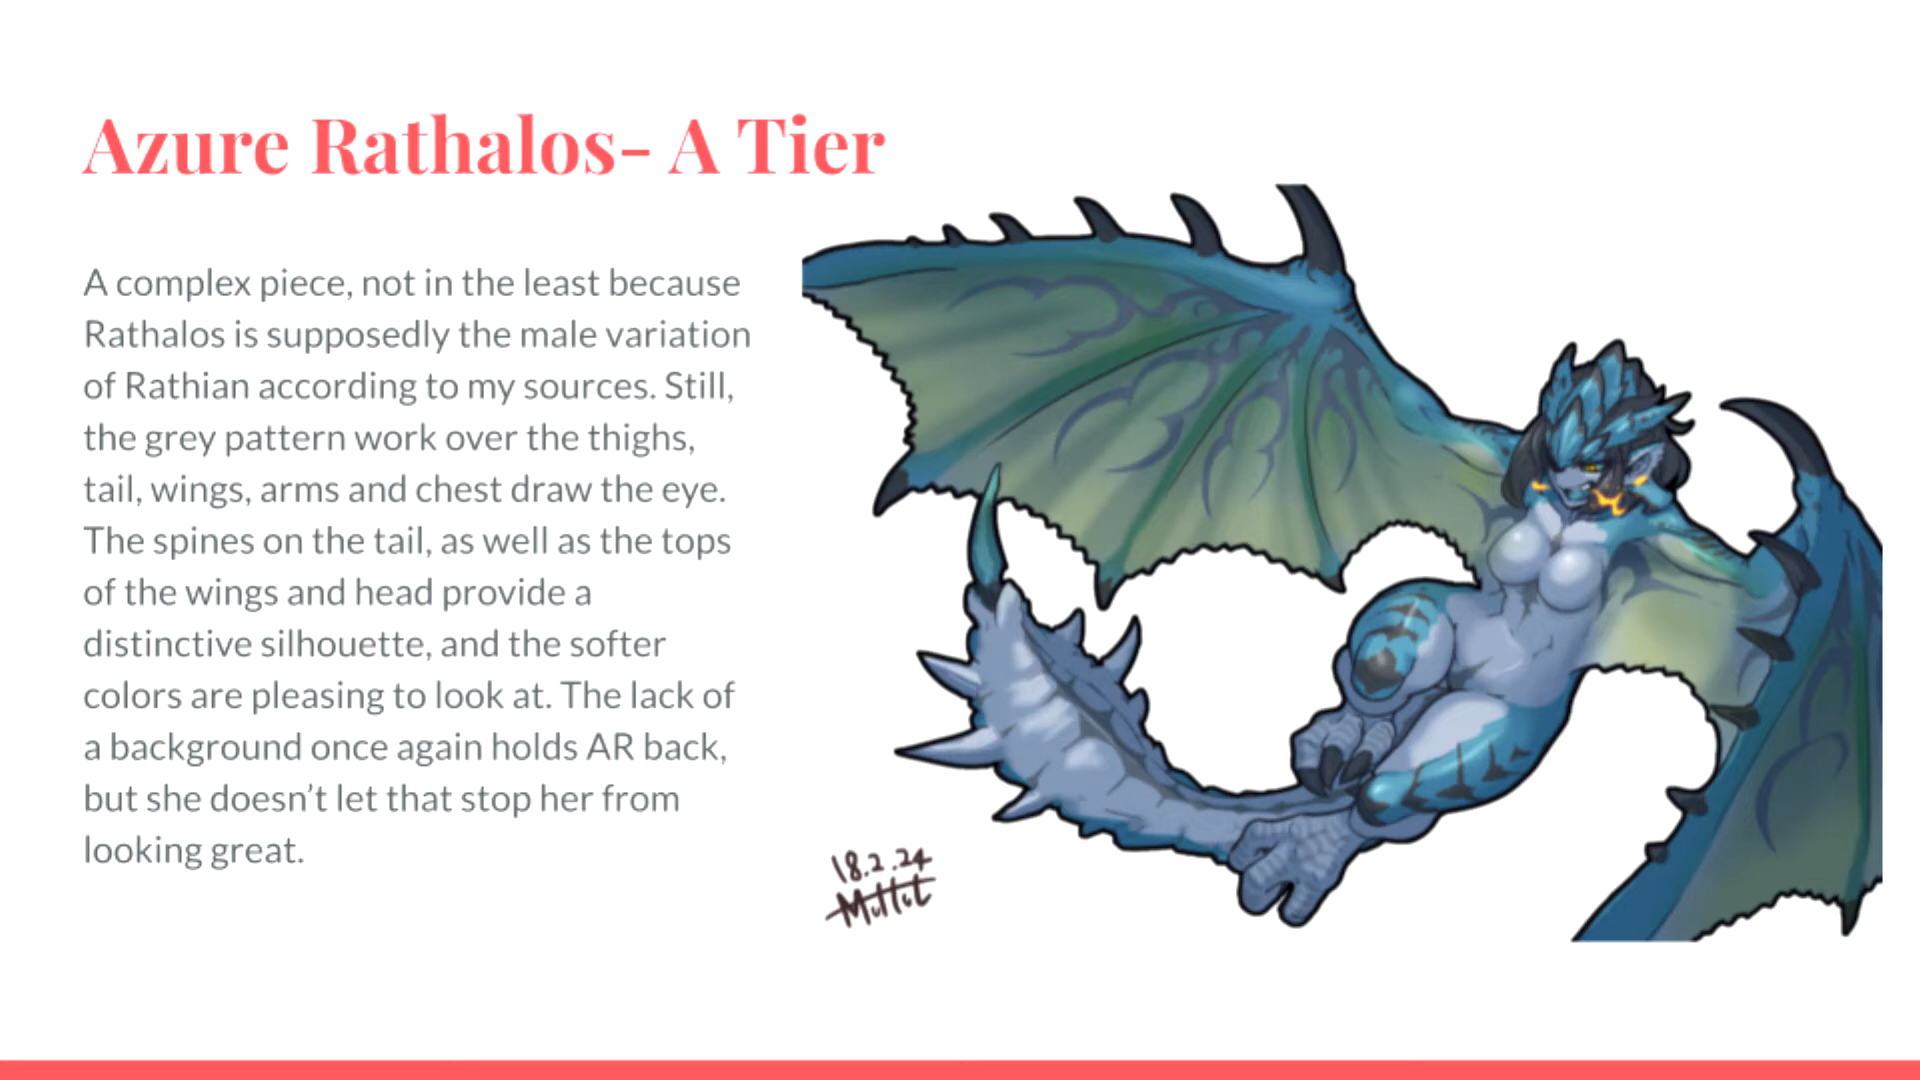 Azure Rathalos- A Tier
A complex piece, not in the least because
Rathalos is supposedly the male variation
of Rathian according to my sources. Still,
the grey pattern work over the thighs,
tail, wings, arms and chest draw the eye.
The spines on the tail, as well as the tops
of the wings and head provide a
distinctive silhouette, and the softer
colors are pleasing to look at. The lack of
a background once again holds AR back,
but she doesn’t let that stop her from
looking great.
18.2.24